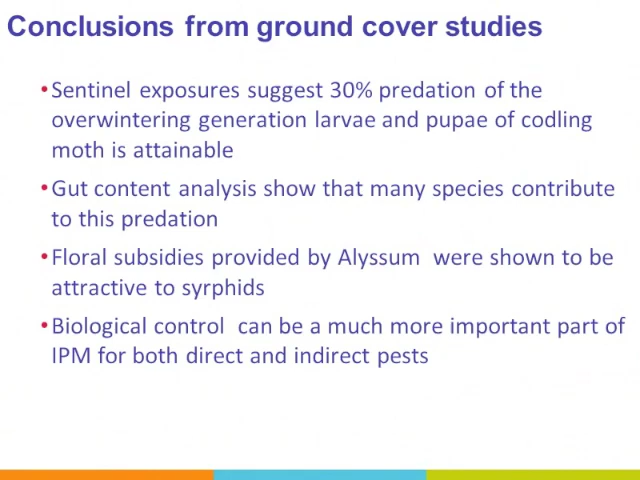 Conclusions from ground cover studies
•Sentinel exposures suggest 30% predation of the
overwintering generation larvae and pupae of codling
moth is attainable
•Gut content analysis show that many species contribute
to this predation
•Floral subsidies provided by Alyssum  were shown to be
attractive to syrphids
•Biological control  can be a much more important part of
IPM for both direct and indirect pests